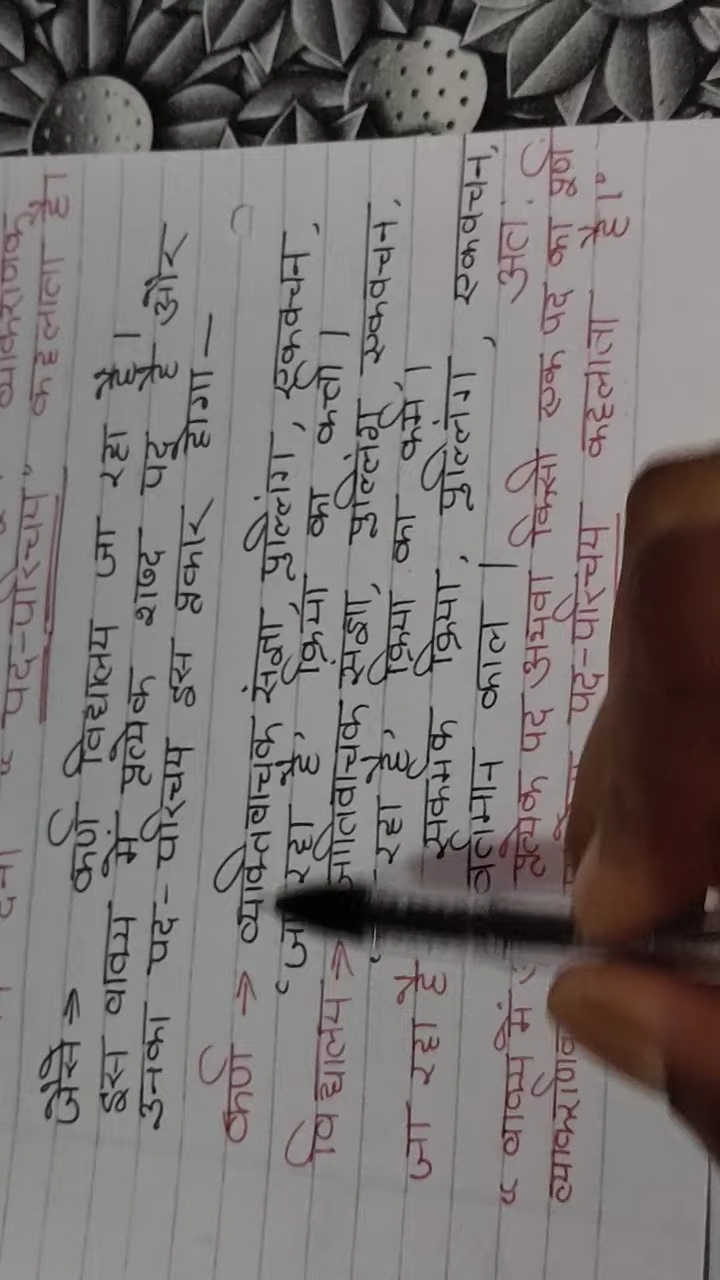 " पद-परिचय"
व्याकरणिक
कहलाता है।
जैसे ⇒ कर्ण विद्यालय जा रहा है।
इस वाक्य में प्रत्येक शब्द पद है और
उनका पद-परिचय इस प्रकार होगा —
कर्ण ⇒ व्यक्तिवाचक संज्ञा, पुल्लिंग, एकवचन,
'जा रहा है' क्रिया का कर्ता।
विद्यालय ⇒ जातिवाचक संज्ञा, पुल्लिंग, एकवचन,
रहा है, क्रिया का कर्म।
जा रहा है सकर्मक क्रिया, पुल्लिंग, एकवचन,
वर्तमान काल। अतः
" वाक्य में प्रत्येक पद अथवा किसी एक पद का पूर्ण
पद-परिचय कहलाता है।"